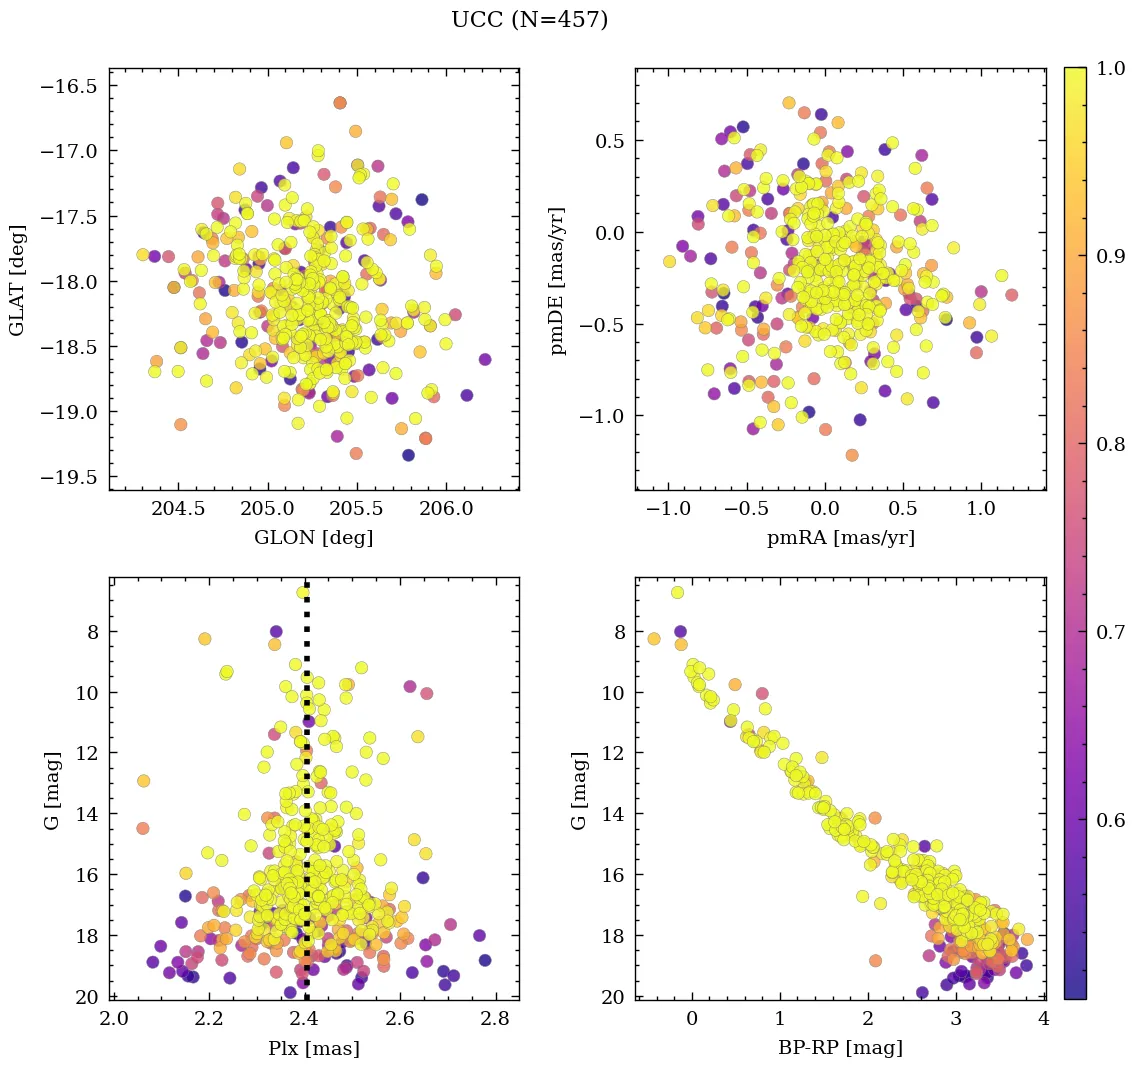 UCC (N=457)
−16.5
−17.0
−17.5
−18.0
−18.5
−19.0
−19.5
GLAT [deg]
204.5 205.0 205.5 206.0
GLON [deg]
0.5
0.0
−0.5
−1.0
pmDE [mas/yr]
−1.0 −0.5 0.0 0.5 1.0
pmRA [mas/yr]
1.0
0.9
0.8
0.7
0.6
8
10
12
14
16
18
20
G [mag]
2.0 2.2 2.4 2.6 2.8
Plx [mas]
8
10
12
14
16
18
20
G [mag]
0 1 2 3 4
BP-RP [mag]